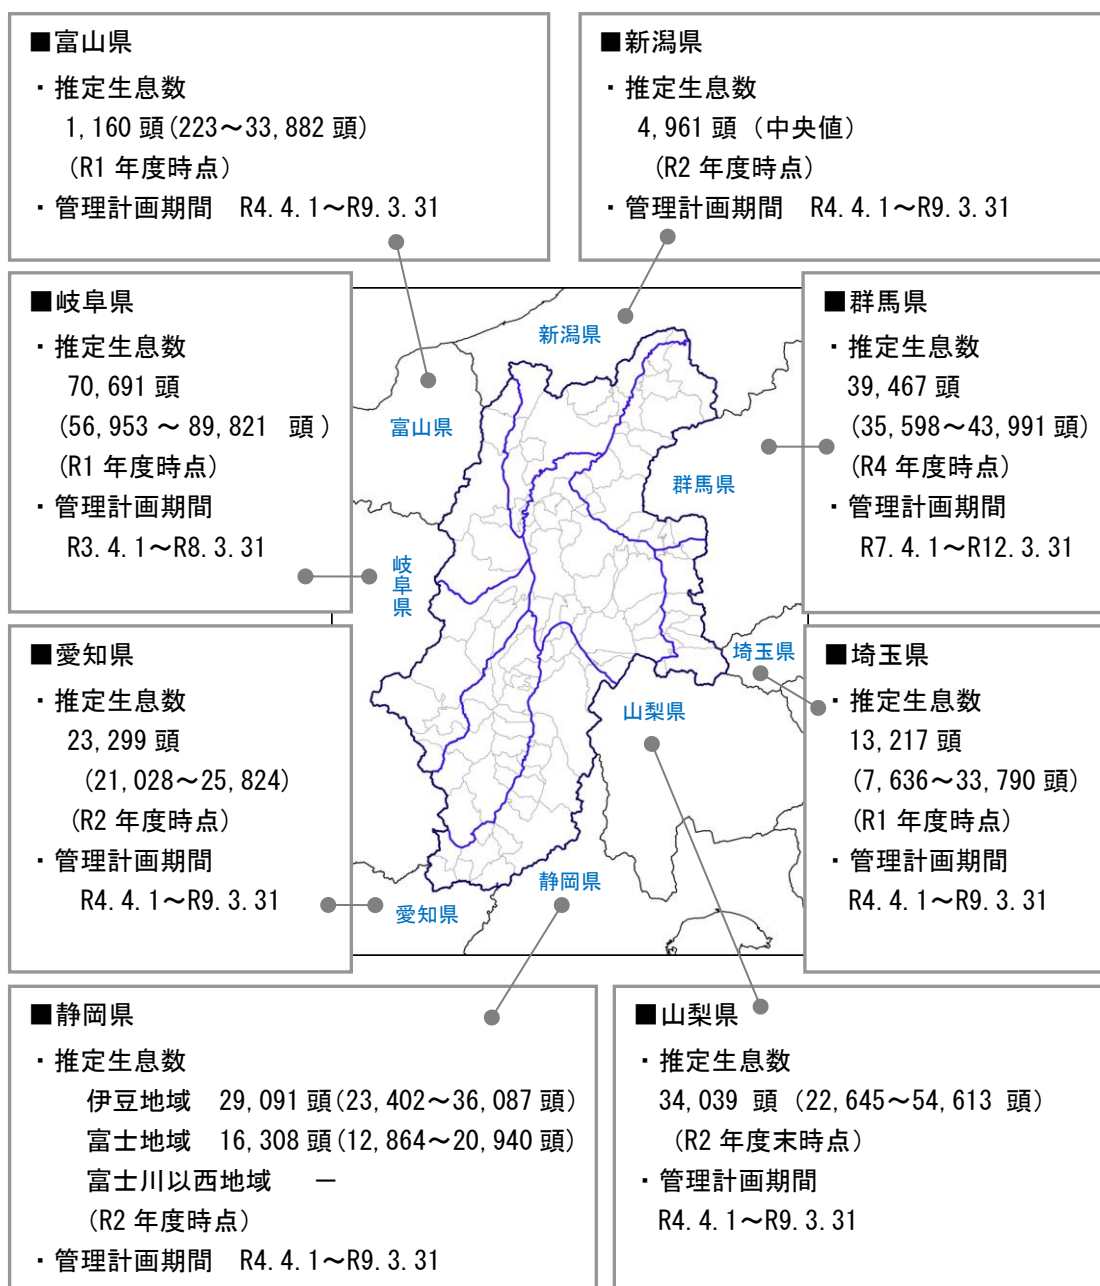 ■富山県
・推定生息数
1,160 頭(223～33,882 頭)
(R1 年度時点)
・管理計画期間　R4.4.1～R9.3.31
■新潟県
・推定生息数
4,961 頭（中央値）
(R2 年度時点)
・管理計画期間　R4.4.1～R9.3.31
■岐阜県
・推定生息数
70,691 頭
(56,953 ～ 89,821 頭)
(R1 年度時点)
・管理計画期間
R3.4.1～R8.3.31
■群馬県
・推定生息数
39,467 頭
(35,598～43,991 頭)
(R4 年度時点)
・管理計画期間
R7.4.1～R12.3.31
新潟県
富山県
群馬県
岐阜県
埼玉県
山梨県
静岡県
愛知県
■愛知県
・推定生息数
23,299 頭
(21,028～25,824)
(R2 年度時点)
・管理計画期間
R4.4.1～R9.3.31
■埼玉県
・推定生息数
13,217 頭
(7,636～33,790 頭)
(R1 年度時点)
・管理計画期間
R4.4.1～R9.3.31
■静岡県
・推定生息数
伊豆地域　29,091 頭(23,402～36,087 頭)
富士地域　16,308 頭(12,864～20,940 頭)
富士川以西地域　－
(R2 年度時点)
・管理計画期間　R4.4.1～R9.3.31
■山梨県
・推定生息数
34,039 頭（22,645～54,613 頭）
(R2 年度末時点)
・管理計画期間
R4.4.1～R9.3.31